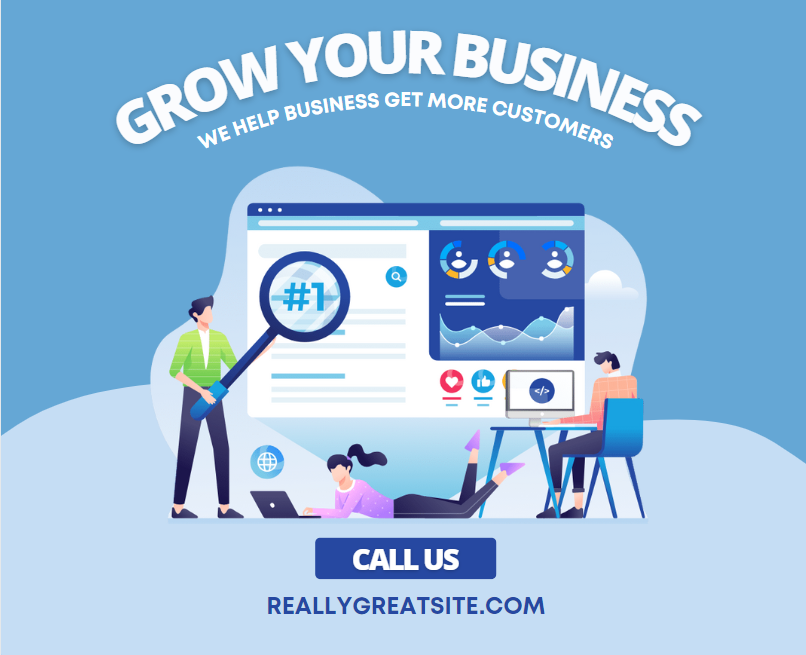 GROW YOUR BUSINESS
WE HELP BUSINESS GET MORE CUSTOMERS
#1
</>
CALL US
REALLYGREATSITE.COM